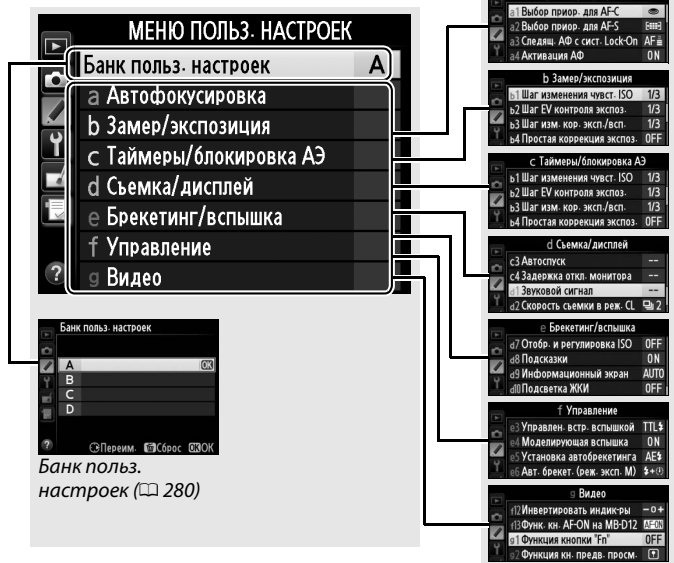 МЕНЮ ПОЛЬЗ. НАСТРОЕК
Банк польз. настроек A
a Автофокусировка
b Замер/экспозиция
c Таймеры/блокировка АЭ
d Съемка/дисплей
e Брекетинг/вспышка
f Управление
g Видео
?
Банк польз. настроек
A OK
B
C
D
?
Переим. Сброс OK OK
Банк польз.
настроек (280)
a1 Выбор приор. для AF-C
a2 Выбор приор. для AF-S
a3 Следящ. АФ с сист. Lock-On AF
a4 Активация АФ ON
b Замер/экспозиция
b1 Шаг изменения чувст. ISO 1/3
b2 Шаг EV контроля экспоз. 1/3
b3 Шаг изм. кор. эксп./всп. 1/3
b4 Простая коррекция экспоз. OFF
c Таймеры/блокировка АЭ
b1 Шаг изменения чувст. ISO 1/3
b2 Шаг EV контроля экспоз. 1/3
b3 Шаг изм. кор. эксп./всп. 1/3
b4 Простая коррекция экспоз. OFF
d Съемка/дисплей
c3 Автоспуск --
c4 Задержка откл. монитора --
d1 Звуковой сигнал --
d2 Скорость съемки в реж. CL 2
e Брекетинг/вспышка
d7 Отобр. и регулировка ISO OFF
d8 Подсказки ON
d9 Информационный экран AUTO
d10 Подсветка ЖКИ OFF
f Управление
e3 Управлен. встр. вспышкой TTL
e4 Моделирующая вспышка ON
e5 Установка автобрекетинга AE
e6 Авт. брекет. (реж. эксп. M)
g Видео
f12 Инвертировать индик-ры -0+
f13 Функ. кн. AF-ON на MB-D12 AF-ON
g1 Функция кнопки "Fn" OFF
g2 Функция кн. предв. просм.